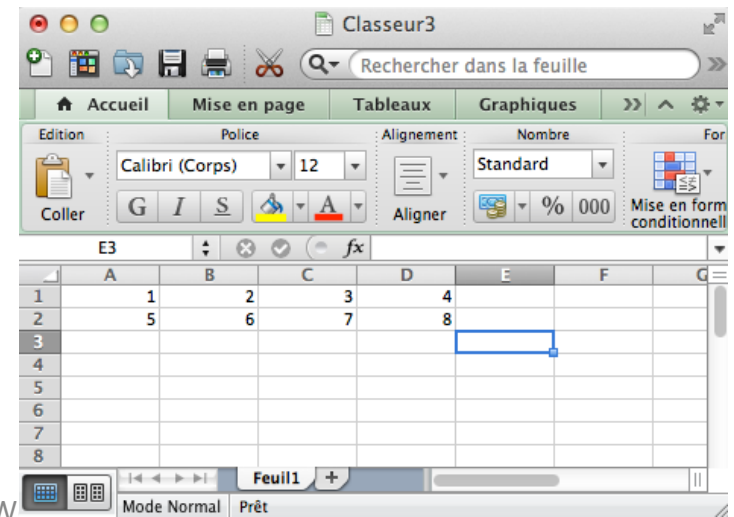 Classeur3
Rechercher dans la feuille
Accueil Mise en page Tableaux Graphiques
Edition Police Alignement Nombre For
Calibri (Corps) 12 Standard
Coller G I S A Aligner % 000 Mise en form
conditionnell
E3 fx
A B C D E F G
1 1 2 3 4
2 5 6 7 8
3
4
5
6
7
8
Feuil1
W Mode Normal Prêt